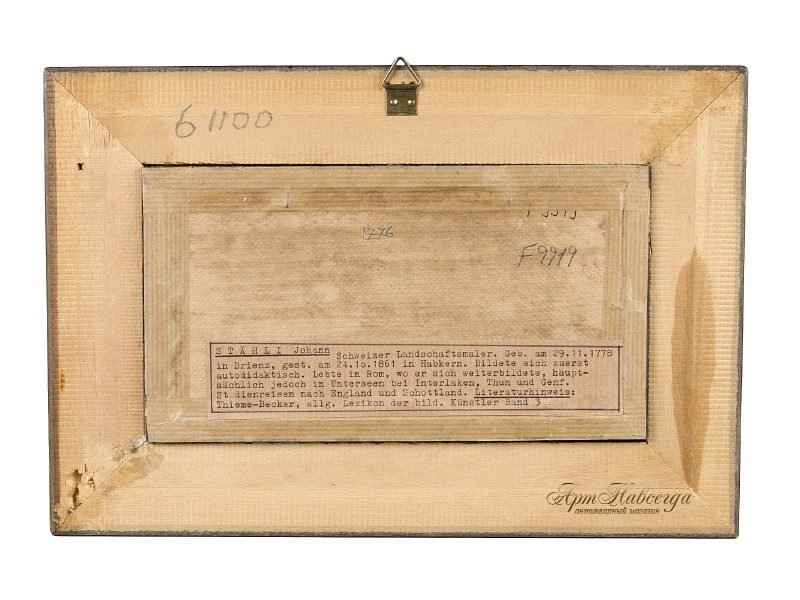 61100
1776
F9919
STÄHLI Johann Schweizer Landschaftsmaler. Geb. am 29.11.1778
in Brienz, gest. am 24.10.1861 in Habkern. Bildete sich zuerst
autodidaktisch. Lebte in Rom, wo er sich weiterbildete, haupt-
sächlich jedoch in Unterseen bei Interlaken, Thun und Genf.
Studienreisen nach England und Schottland. Literaturhinweis:
Thieme-Becker, allg. Lexikon der bild. Künstler Band 3
Арт Навсегда
антикварный магазин